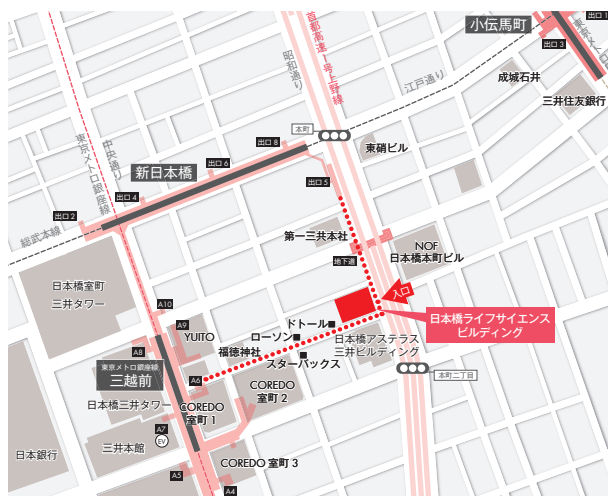 小伝馬町
出口 1
出口 3
東京メトロ
首都高速1号上野線
昭和通り
江戸通り
成城石井
三井住友銀行
本町
東硝ビル
出口 8
出口 6
新日本橋
出口 5
中央通り
東京メトロ銀座線
出口 4
出口 2
総武本線
第一三共本社
地下道
NOF
日本橋本町ビル
入口
日本橋室町
三井タワー
A10
A9
YUITO
ドトール
ローソン
福徳神社
スターバックス
日本橋アステラス
三井ビルディング
日本橋ライフサイエンス
ビルディング
本町二丁目
A8
東京メトロ銀座線
三越前
A6
日本橋三井タワー
COREDO
室町 1
COREDO
室町 2
A7
EV
三井本館
日本銀行
A5
A4
COREDO 室町 3